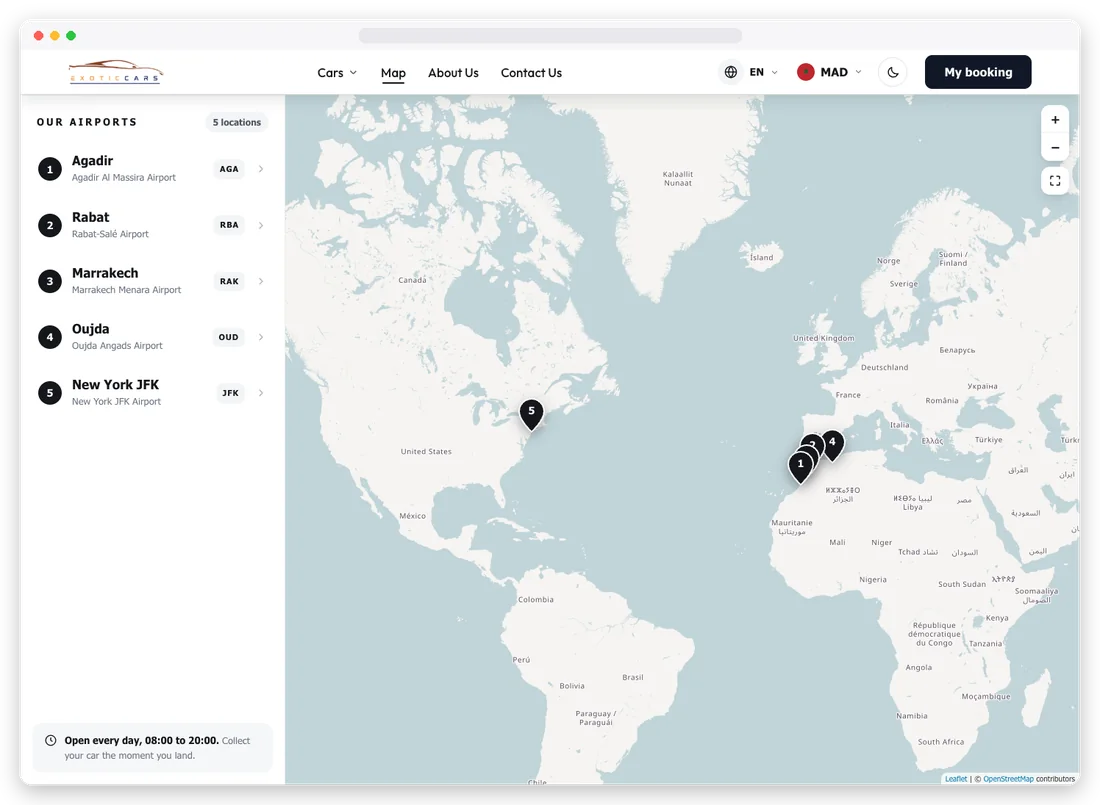 EXOTIC CARS
Cars
Map
About Us
Contact Us
EN
MAD
My booking
OUR AIRPORTS
5 locations
1
Agadir
Agadir Al Massira Airport
AGA
2
Rabat
Rabat-Salé Airport
RBA
3
Marrakech
Marrakech Menara Airport
RAK
4
Oujda
Oujda Angads Airport
OUD
5
New York JFK
New York JFK Airport
JFK
Open every day, 08:00 to 20:00. Collect
your car the moment you land.
+
−
Kalaallit
Nunaat
Ísland
Canada
Norge
Suomi /
Finland
Sverige
United Kingdom
Беларусь
Deutschland
Україна
France
România
5
Italia
Ελλάς
Türkiye
2
4
1
United States
العراق
ایران
ⵍⵣⵣⴰⵢⴻⵔ
الجزائر
ⵍⵉⴱⵢⴰ ليبيا
Libya
مصر
السعودية
México
Mauritanie
موريتانيا
Mali
Niger
Tchad تشاد
السودان
اليمن
Nigeria
South Sudan
Soomaaliya
الصومال
Colombia
Kenya
République
démocratique
du Congo
Tanzania
Perú
Angola
Brasil
Bolivia
Moçambique
Paraguay /
Paraguái
Namibia
South Africa
Chile
Leaflet | © OpenStreetMap contributors